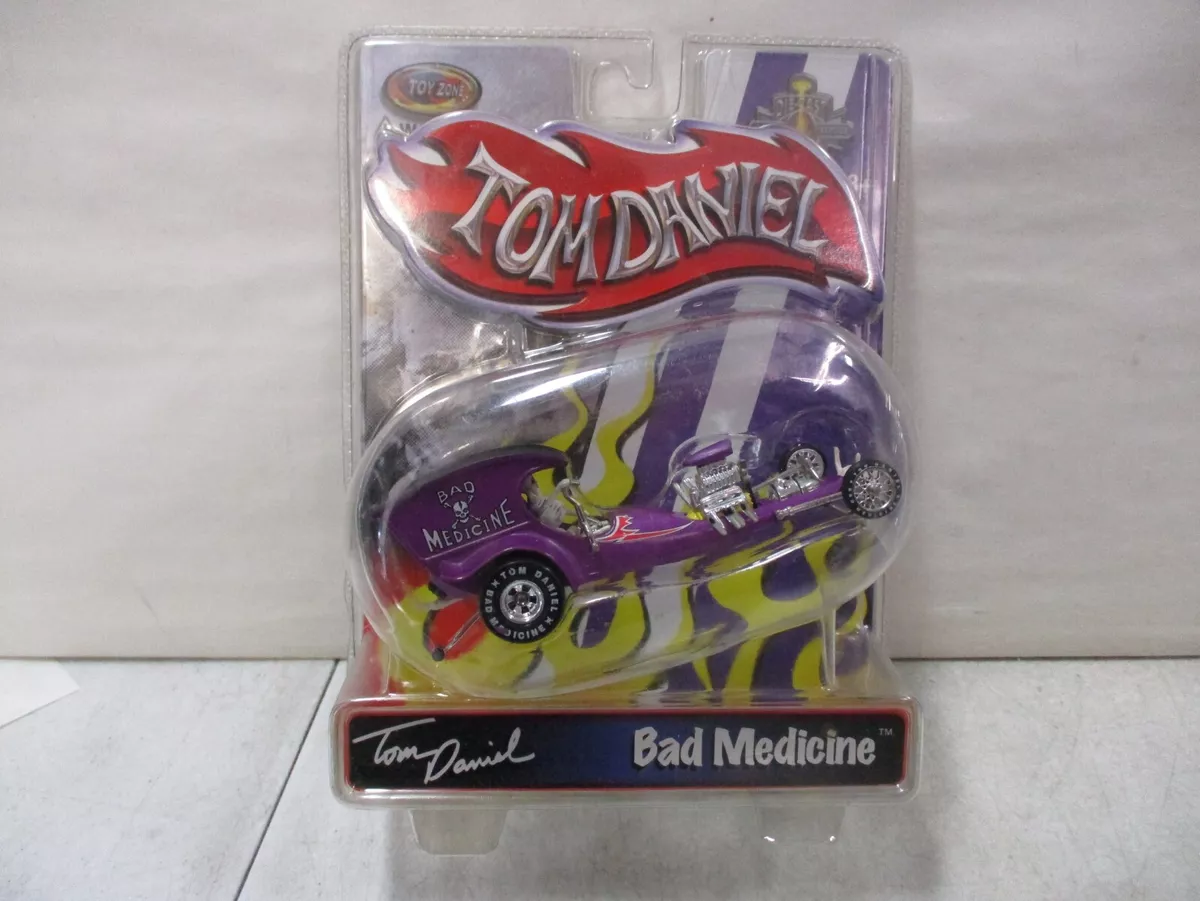 TOY ZONE
TOM DANIEL
BAD
MEDICINE
TOM DANIEL X BAD MEDICINE X
Tom Daniel
Bad Medicine™